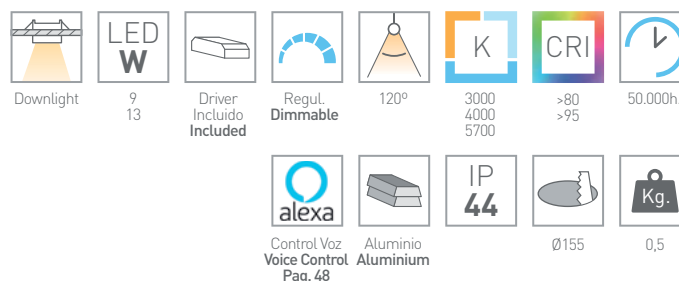 LED
W
K
CRI
Downlight
9
13
Driver
Incluido
Included
Regul.
Dimmable
120º
3000
4000
5700
>80
>95
50.000h
alexa
IP
44
Kg.
Control Voz
Voice Control
Pag. 48
Aluminio
Aluminium
Ø155
0,5